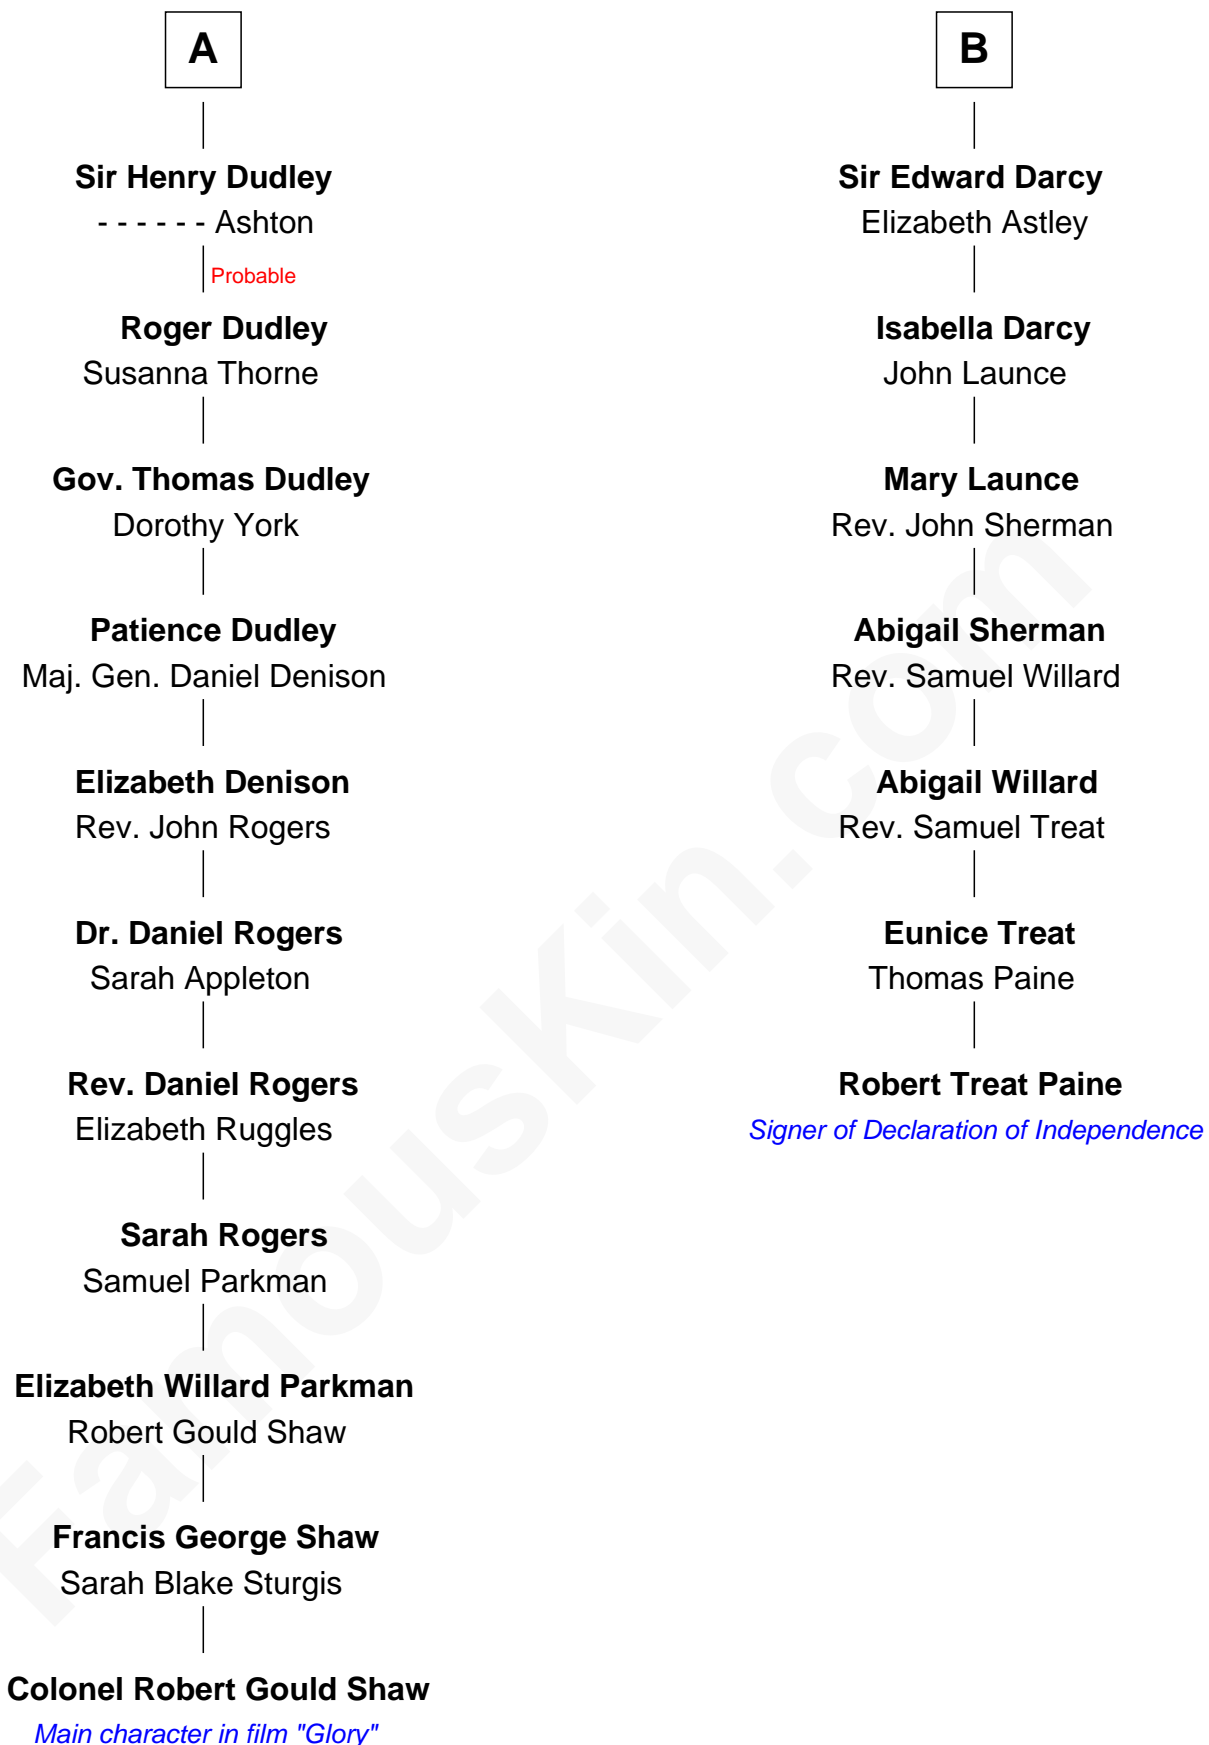 A
Sir Henry Dudley
- - - - - - Ashton
Probable
Roger Dudley
Susanna Thorne
Gov. Thomas Dudley
Dorothy York
Patience Dudley
Maj. Gen. Daniel Denison
Elizabeth Denison
Rev. John Rogers
Dr. Daniel Rogers
Sarah Appleton
Rev. Daniel Rogers
Elizabeth Ruggles
Sarah Rogers
Samuel Parkman
Elizabeth Willard Parkman
Robert Gould Shaw
Francis George Shaw
Sarah Blake Sturgis
Colonel Robert Gould Shaw
Main character in film "Glory"
B
Sir Edward Darcy
Elizabeth Astley
Isabella Darcy
John Launce
Mary Launce
Rev. John Sherman
Abigail Sherman
Rev. Samuel Willard
Abigail Willard
Rev. Samuel Treat
Eunice Treat
Thomas Paine
Robert Treat Paine
Signer of Declaration of Independence
FamousKin.com